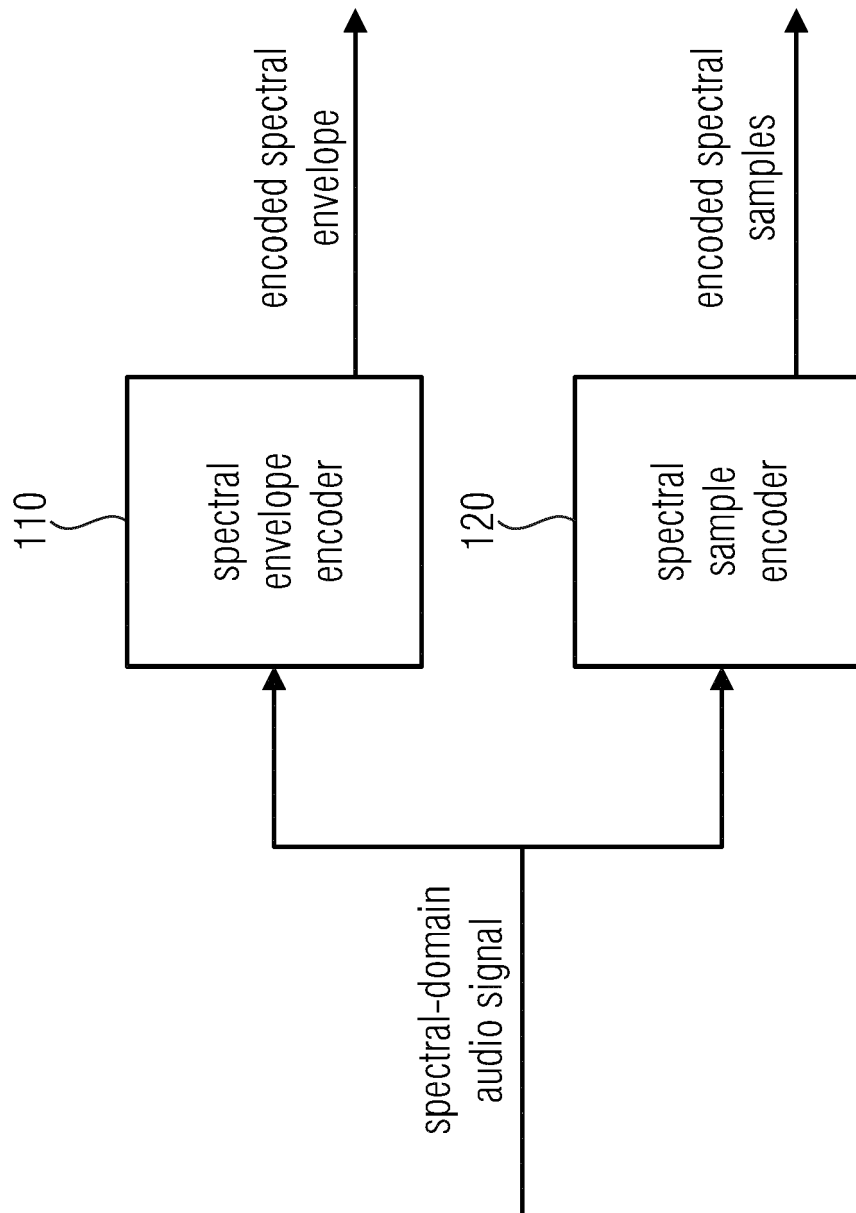 spectral-domain
audio signal
110
spectral
envelope
encoder
encoded spectral
envelope
120
spectral
sample
encoder
encoded spectral
samples